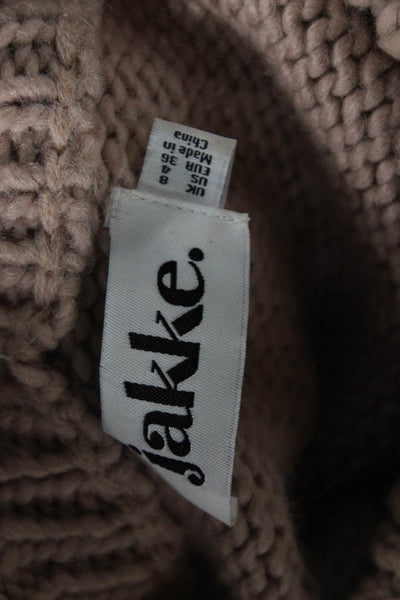 jakke.
UK 8
US 4
EUR 36
Made in
China